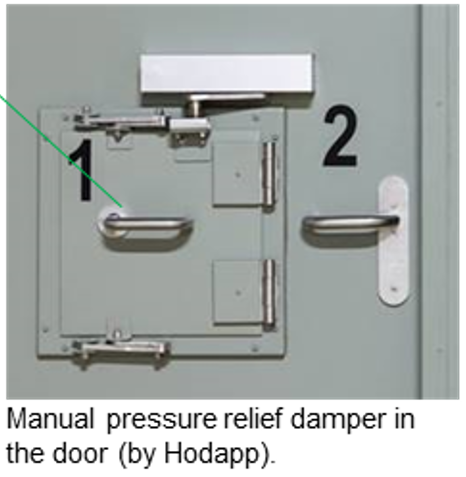 1
2
Manual pressure relief damper in
the door (by Hodapp).